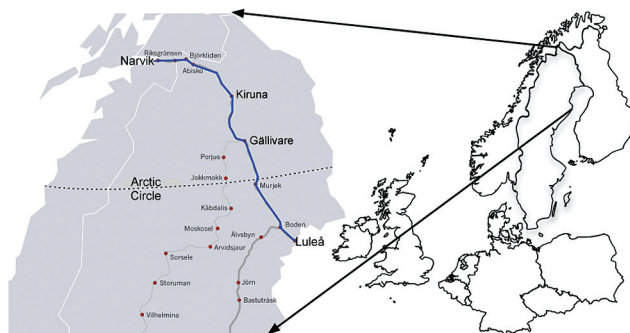 Riksgränsen
Björkliden
Narvik
Abisko
Kiruna
Gällivare
Porjus
Jokkmokk
Arctic
Circle
Murjek
Kåbdalis
Moskosel
Älvsbyn
Boden
Luleå
Arvidsjaur
Sorsele
Storuman
Jörn
Bastuträsk
Vilhelmina